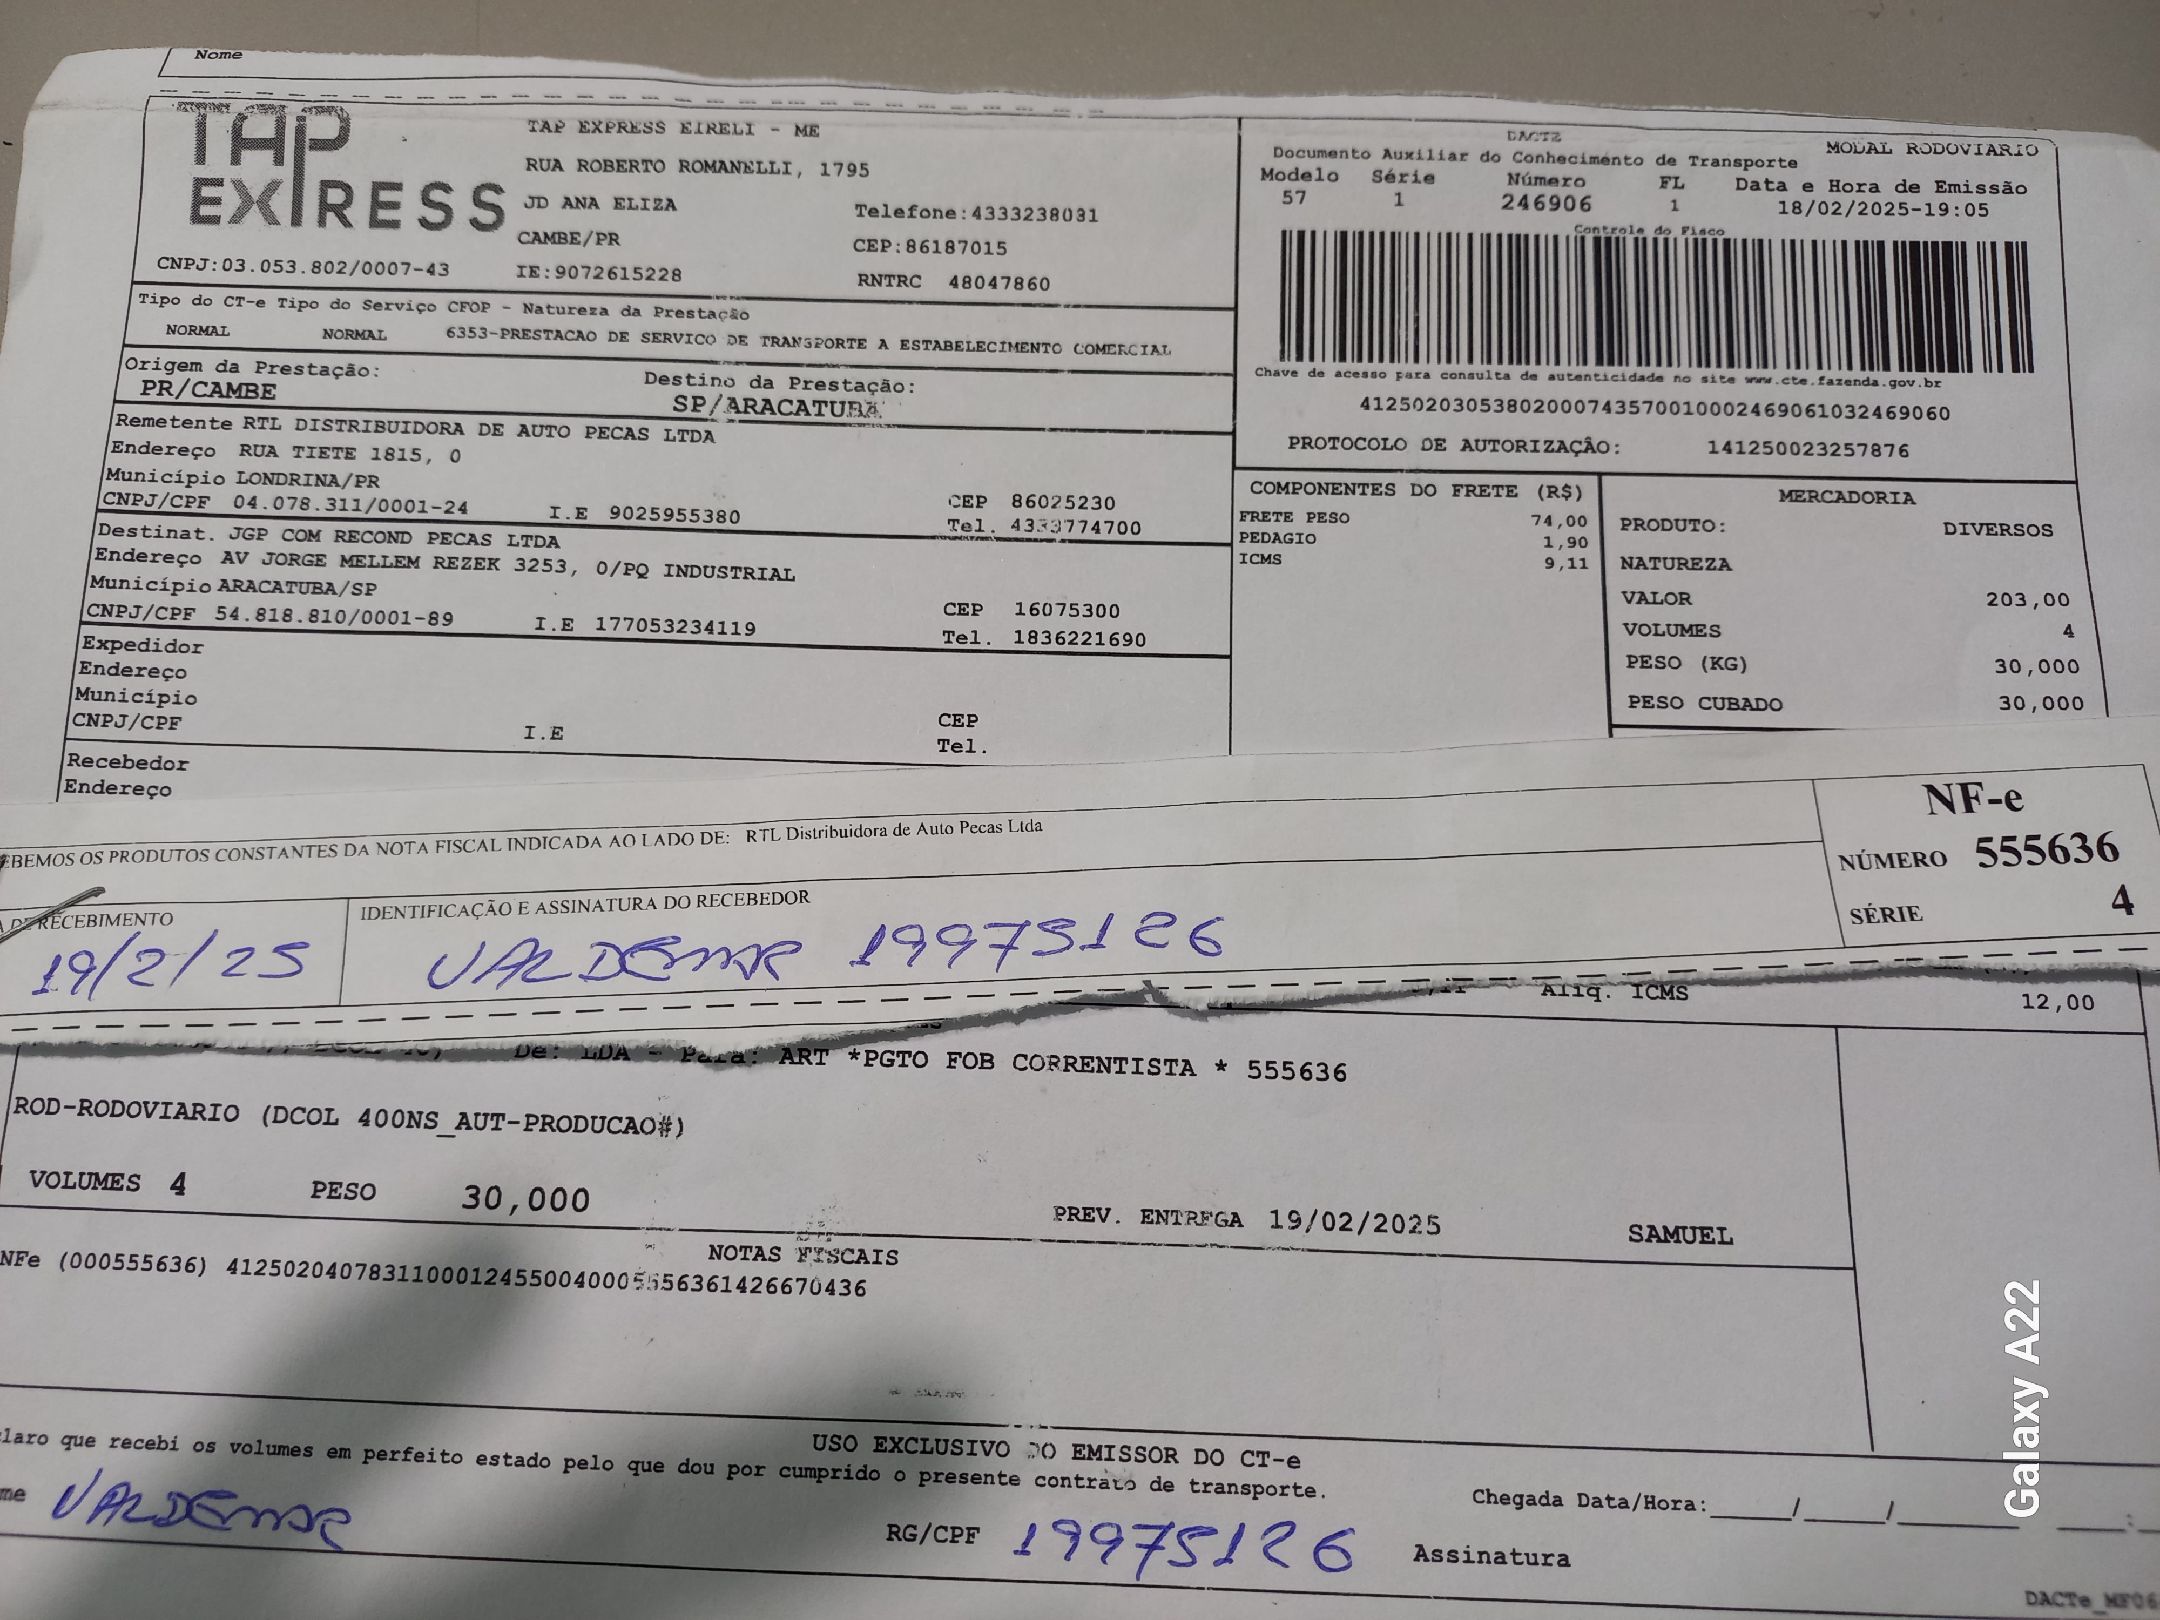 Nome
TAP EXPRESS
TAP EXPRESS EIRELI - ME
RUA ROBERTO ROMANELLI, 1795
JD ANA ELIZA
Telefone:4333238031
CAMBE/PR
CEP:86187015
CNPJ:03.053.802/0007-43 IE:9072615228
RNTRC 48047860
DACTE
MODAL RODOVIARIO
Documento Auxiliar do Conhecimento de Transporte
Modelo Série Número FL Data e Hora de Emissão
57 1 246906 1 18/02/2025-19:05
Controle do Fisco
Chave de acesso para consulta de autenticidade no site www.cte.fazenda.gov.br
41250203053802000743570010002469061032469060
PROTOCOLO DE AUTORIZAÇÃO: 141250023257876
Tipo do CT-e Tipo do Serviço CFOP - Natureza da Prestação
NORMAL NORMAL 6353-PRESTACAO DE SERVICO DE TRANSPORTE A ESTABELECIMENTO COMERCIAL
Origem da Prestação: Destino da Prestação:
PR/CAMBE SP/ARACATUBA
Remetente RTL DISTRIBUIDORA DE AUTO PECAS LTDA
Endereço RUA TIETE 1815, 0
Município LONDRINA/PR
CEP 86025230
CNPJ/CPF 04.078.311/0001-24 I.E 9025955380 Tel. 4333774700
Destinat. JGP COM RECOND PECAS LTDA
Endereço AV JORGE MELLEM REZEK 3253, 0/PQ INDUSTRIAL
Município ARACATUBA/SP
CEP 16075300
CNPJ/CPF 54.818.810/0001-89 I.E 177053234119 Tel. 1836221690
Expedidor
Endereço
Município
CEP
CNPJ/CPF I.E Tel.
Recebedor
Endereço
COMPONENTES DO FRETE (R$)
FRETE PESO 74,00
PEDAGIO 1,90
ICMS 9,11
MERCADORIA
PRODUTO: DIVERSOS
NATUREZA
VALOR 203,00
VOLUMES 4
PESO (KG) 30,000
PESO CUBADO 30,000
EBEMOS OS PRODUTOS CONSTANTES DA NOTA FISCAL INDICADA AO LADO DE: RTL Distribuidora de Auto Pecas Ltda
NF-e
NÚMERO 555636
SÉRIE 4
A DE RECEBIMENTO
IDENTIFICAÇÃO E ASSINATURA DO RECEBEDOR
19/2/25 VALDEMAR 19975126
Aliq. ICMS 12,00
De: LDA - Para: ART *PGTO FOB CORRENTISTA * 555636
ROD-RODOVIARIO (DCOL 400NS_AUT-PRODUCAO#)
VOLUMES 4 PESO 30,000 PREV. ENTREGA 19/02/2025 SAMUEL
NOTAS FISCAIS
NFe (000555636) 41250204078311000124550040005556361426670436
USO EXCLUSIVO DO EMISSOR DO CT-e
claro que recebi os volumes em perfeito estado pelo que dou por cumprido o presente contrato de transporte.
me VALDEMAR RG/CPF 19975126
Chegada Data/Hora:_____/_____/_______ ___:_
Assinatura
DACTe_MF06
Galaxy A22